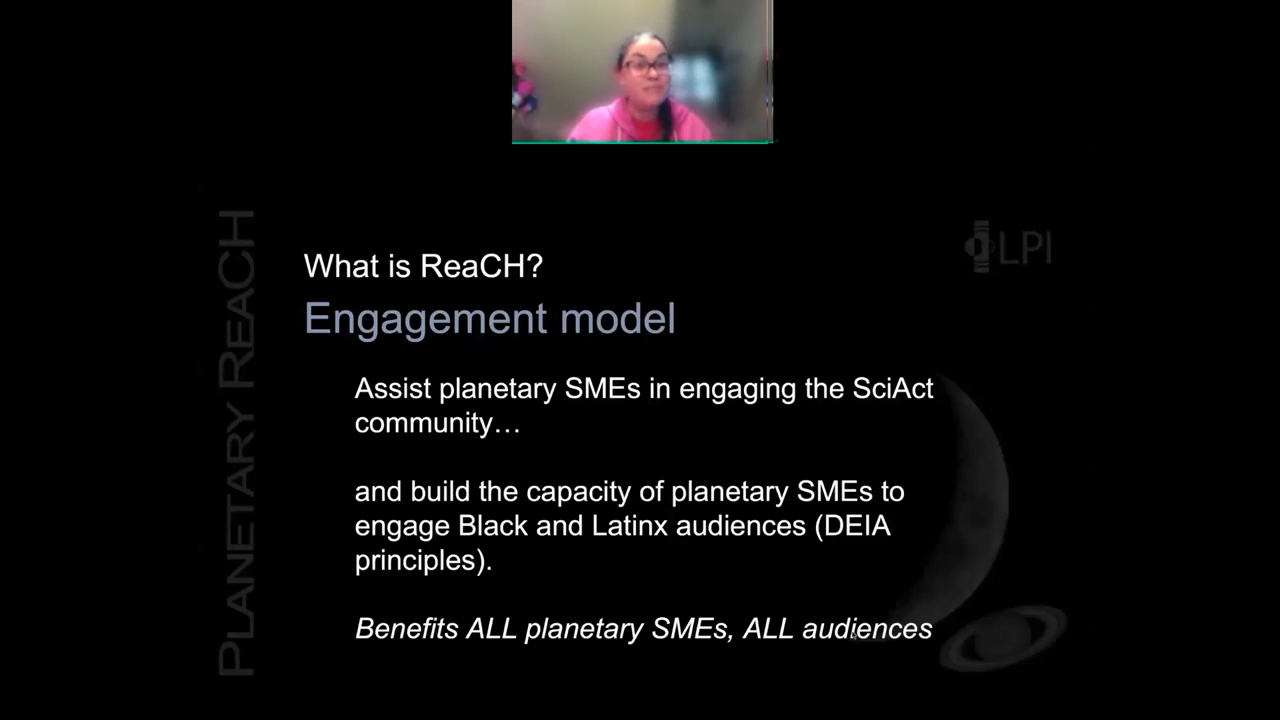 PLANETARY REACH
LPI
What is ReaCH?
Engagement model
Assist planetary SMEs in engaging the SciAct
community…
and build the capacity of planetary SMEs to
engage Black and Latinx audiences (DEIA
principles).
Benefits ALL planetary SMEs, ALL audiences